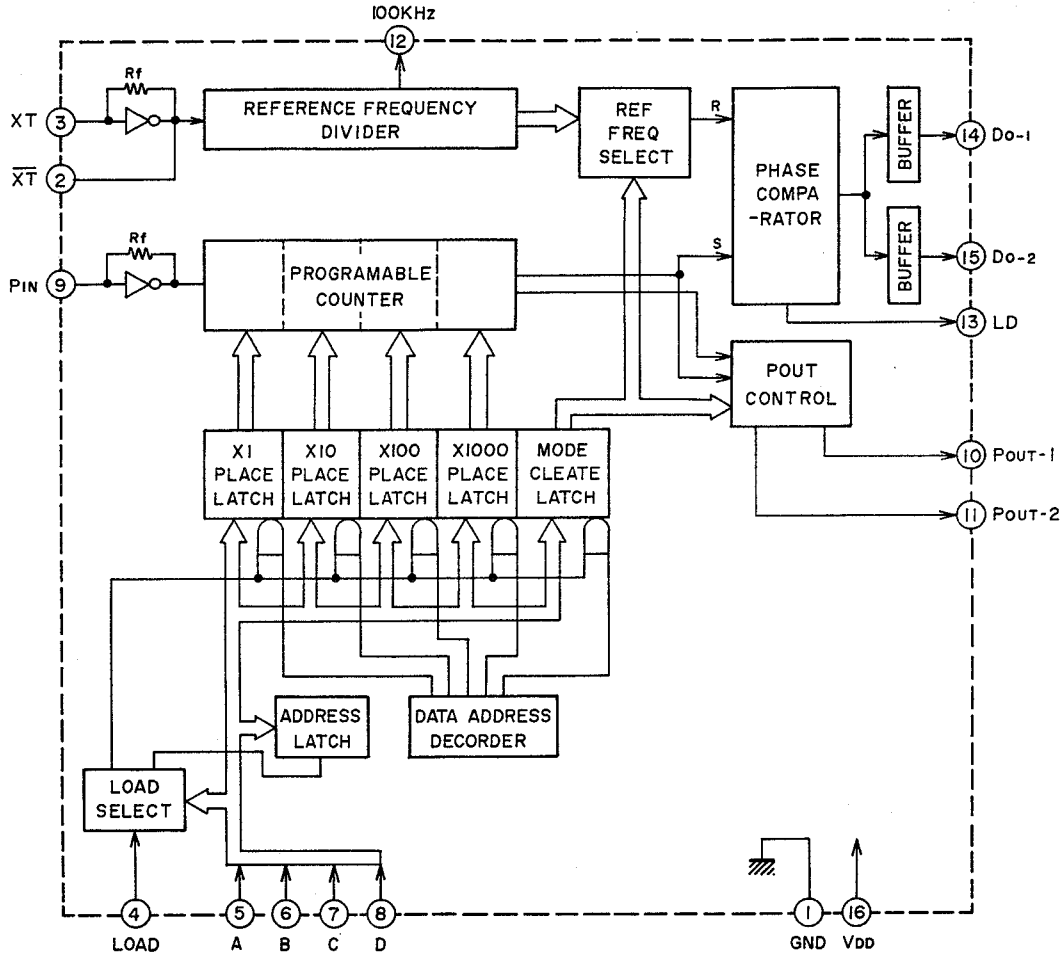 100KHz
12
Rf
XT
3
REFERENCE FREQUENCY
DIVIDER
REF
FREQ
SELECT
R
PHASE
COMPA
-RATOR
BUFFER
14
Do-1
XT
2
Rf
PIN
9
PROGRAMABLE
COUNTER
S
BUFFER
15
Do-2
13
LD
POUT
CONTROL
X1
PLACE
LATCH
X10
PLACE
LATCH
X100
PLACE
LATCH
X1000
PLACE
LATCH
MODE
CLEATE
LATCH
10
POUT-1
11
POUT-2
ADDRESS
LATCH
DATA ADDRESS
DECORDER
LOAD
SELECT
4
5
6
7
8
1
16
LOAD
A
B
C
D
GND
VDD